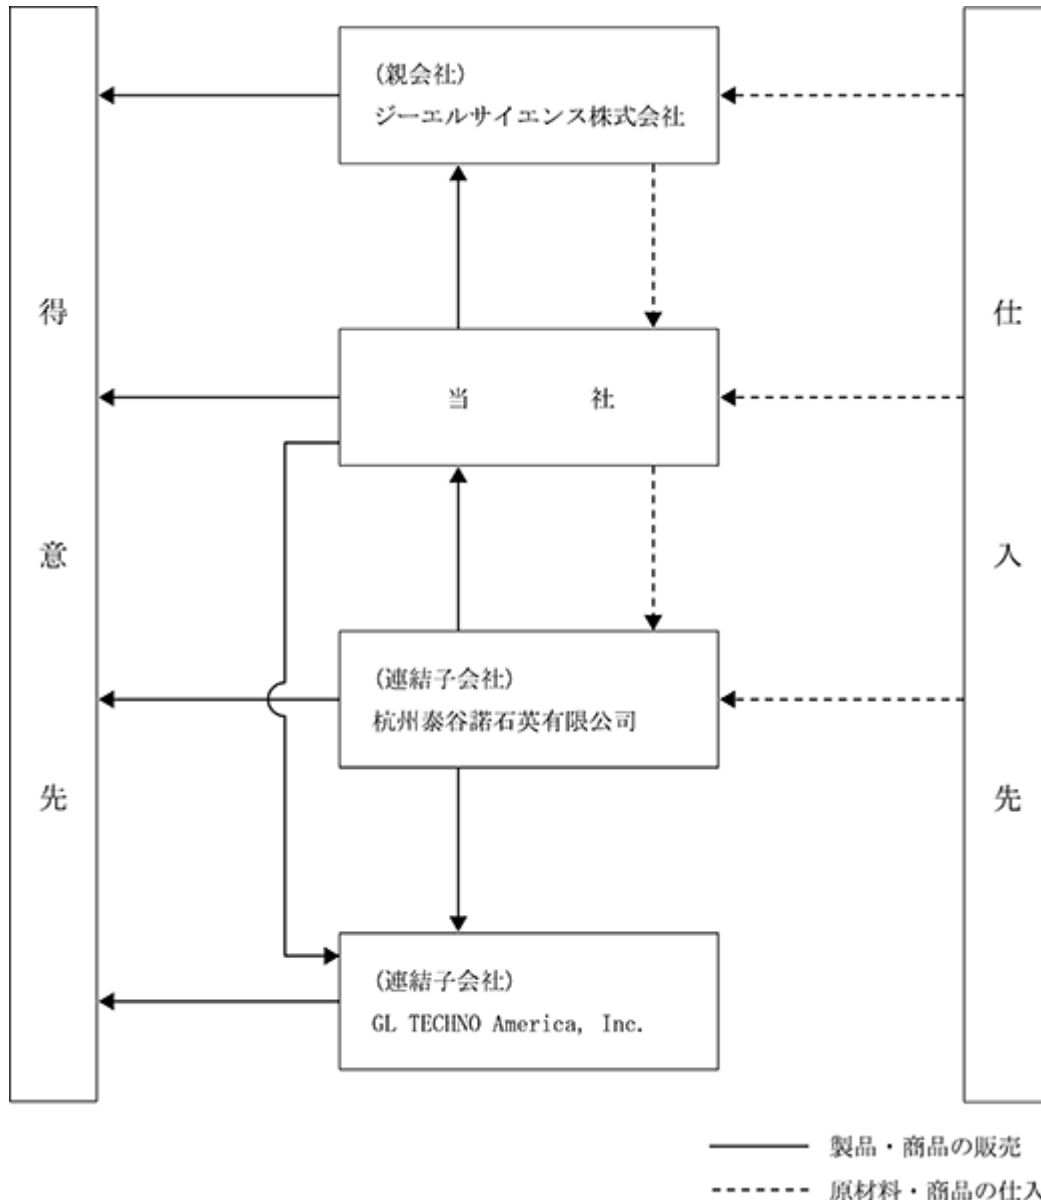 得意先
(親会社)
ジーエルサイエンス株式会社
当 社
(連結子会社)
杭州泰谷諾石英有限公司
(連結子会社)
GL TECHNO America, Inc.
仕入先
製品・商品の販売
原材料・商品の仕入